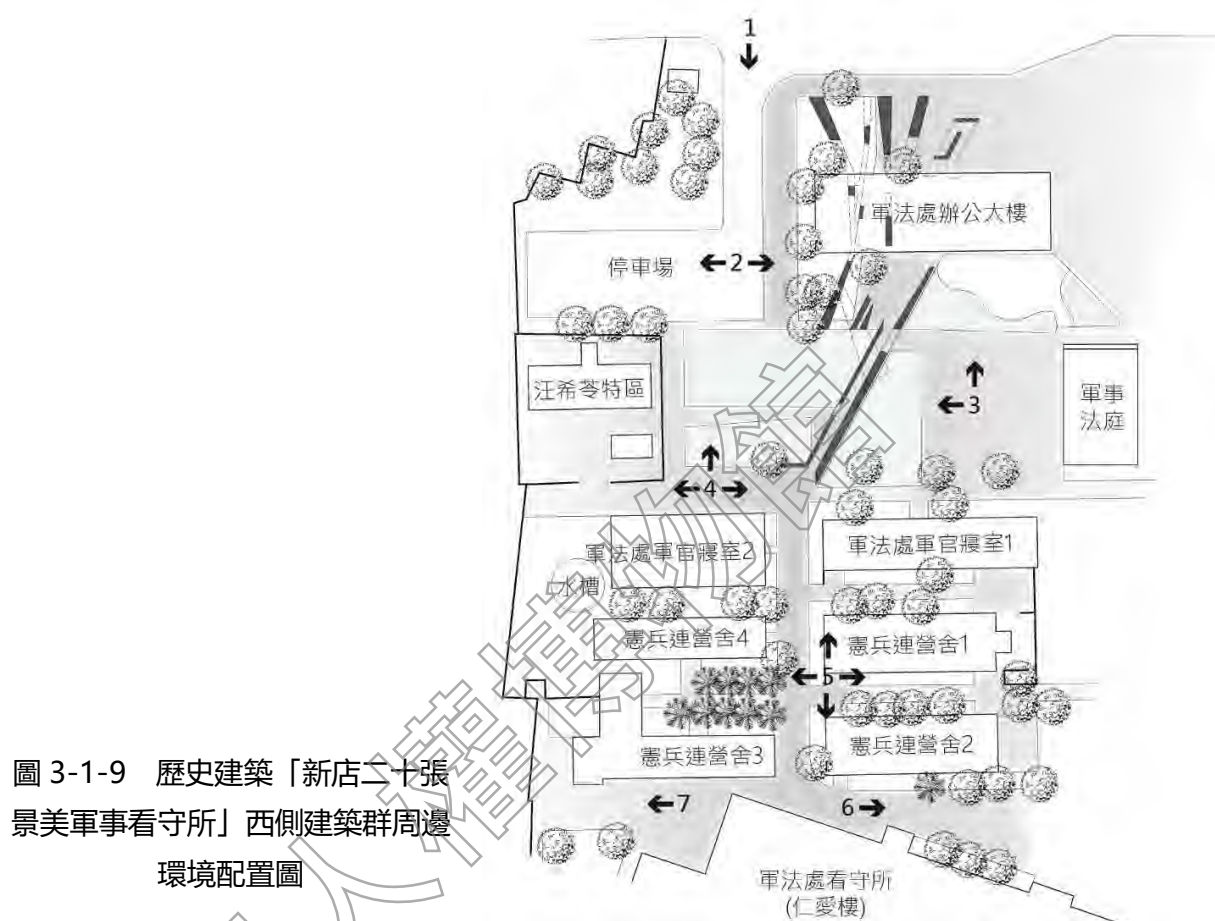 1
軍法處辦公大樓
停車場
2
汪希苓特區
3
軍事
法庭
4
軍法處軍官寢室2
軍法處軍官寢室1
水槽
憲兵連營舍4
憲兵連營舍1
5
憲兵連營舍3
憲兵連營舍2
7
6
軍法處看守所
(仁愛樓)
圖 3-1-9 歷史建築「新店二十張
景美軍事看守所」西側建築群周邊
環境配置圖
人權博物館